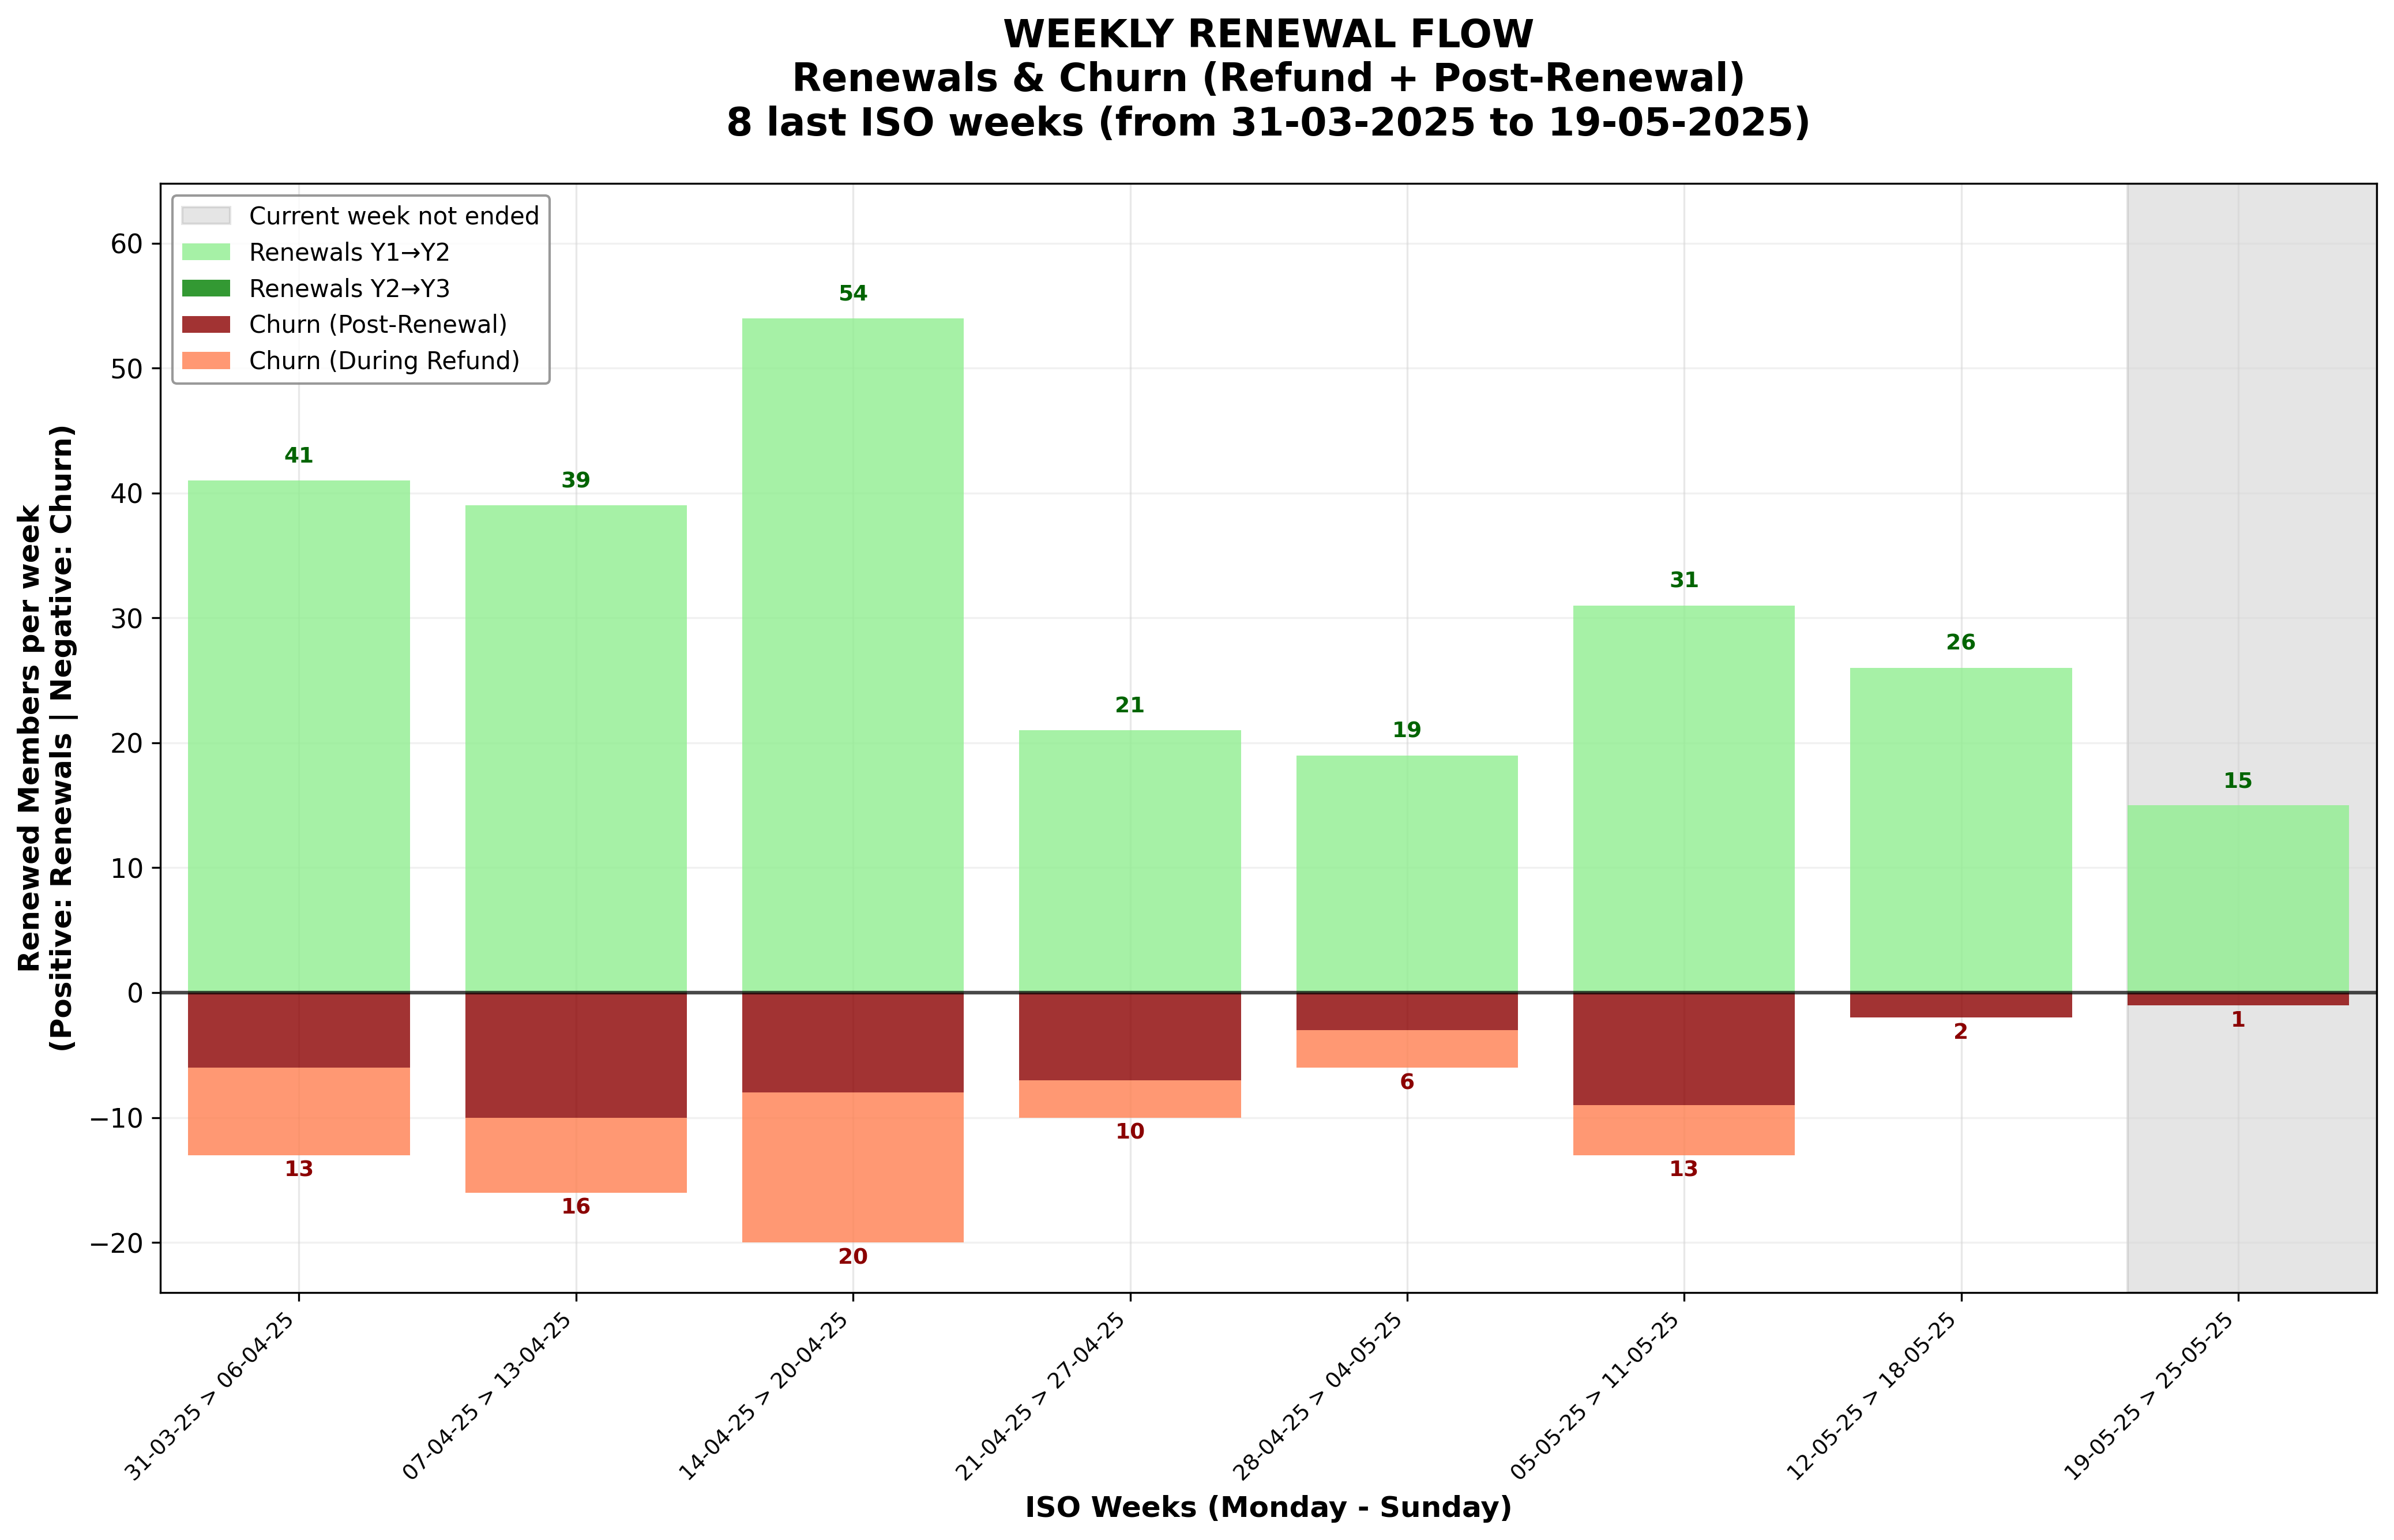 WEEKLY RENEWAL FLOW
Renewals & Churn (Refund + Post-Renewal)
8 last ISO weeks (from 31-03-2025 to 19-05-2025)
Current week not ended
Renewals Y1→Y2
Renewals Y2→Y3
Churn (Post-Renewal)
Churn (During Refund)
Renewed Members per week
(Positive: Renewals | Negative: Churn)
60
50
40
30
20
10
0
−10
−20
41
39
54
21
19
31
26
15
13
16
20
10
6
13
2
1
31-03-25 > 06-04-25
07-04-25 > 13-04-25
14-04-25 > 20-04-25
21-04-25 > 27-04-25
28-04-25 > 04-05-25
05-05-25 > 11-05-25
12-05-25 > 18-05-25
19-05-25 > 25-05-25
ISO Weeks (Monday - Sunday)